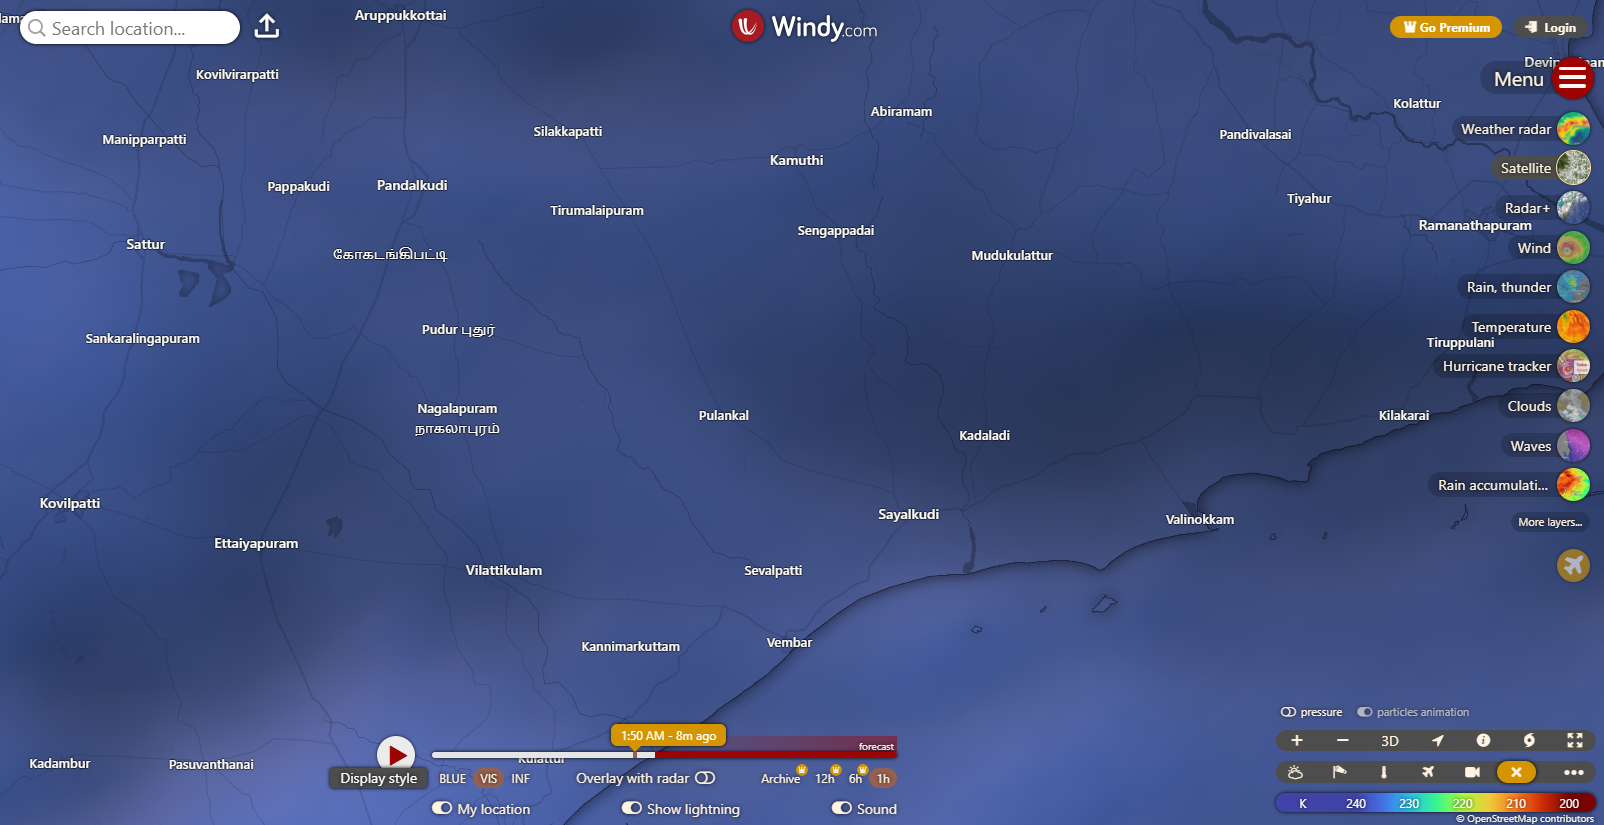 Aruppukkottai
Search location...
Windy.com
Go Premium
Login
Kovilvirarpatti
Menu
Kolattur
Abiramam
Manipparpatti
Silakkapatti
Pandivalasai
Weather radar
Kamuthi
Satellite
Pappakudi
Pandalkudi
Tirumalaipuram
Tiyahur
Radar+
Sengappadai
Ramanathapuram
Sattur
கோகடங்கிபட்டி
Mudukulattur
Wind
Rain, thunder
Pudur புதூர்
Temperature
Sankaralingapuram
Tiruppulani
Hurricane tracker
Nagalapuram
நாகலாபுரம்
Pulankal
Clouds
Kilakarai
Kadaladi
Waves
Rain accumulati...
Kovilpatti
Sayalkudi
Valinokkam
More layers...
Ettaiyapuram
Vilattikulam
Sevalpatti
Kannimarkuttam
Vembar
pressure
particles animation
1:50 AM - 8m ago
forecast
3D
Kadambur
Pasuvanthanai
Kulattur
Display style
BLUE VIS INF
Overlay with radar
Archive 12h 6h 1h
My location
Show lightning
Sound
K 240 230 220 210 200
© OpenStreetMap contributors